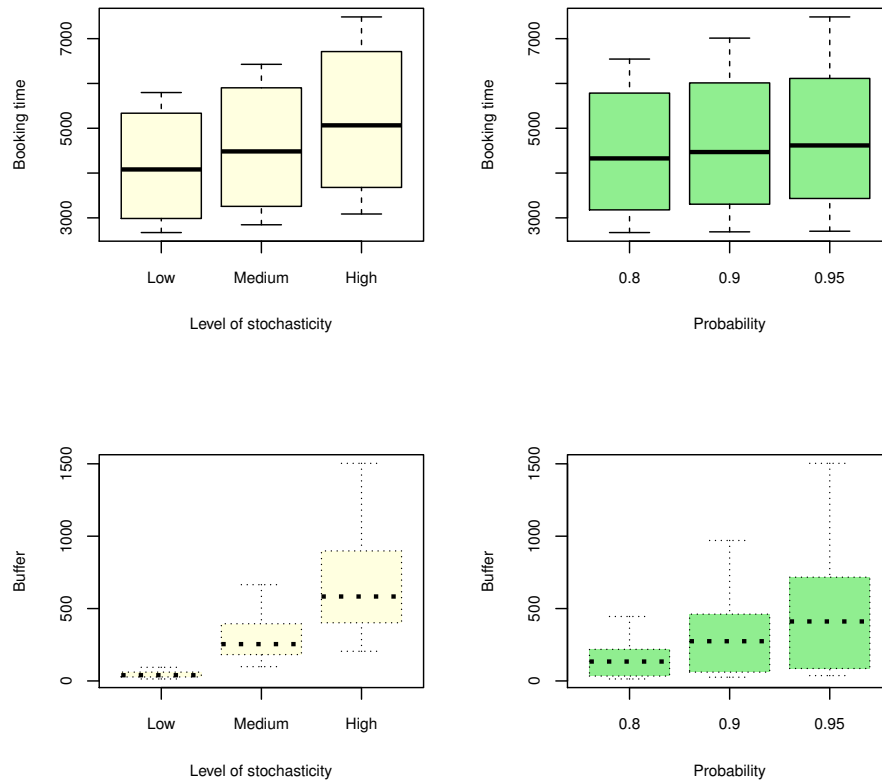 Booking time
7000
5000
3000
Low Medium High
Level of stochasticity
Booking time
7000
5000
3000
0.8 0.9 0.95
Probability
Buffer
1500
1000
500
0
Low Medium High
Level of stochasticity
Buffer
1500
1000
500
0
0.8 0.9 0.95
Probability